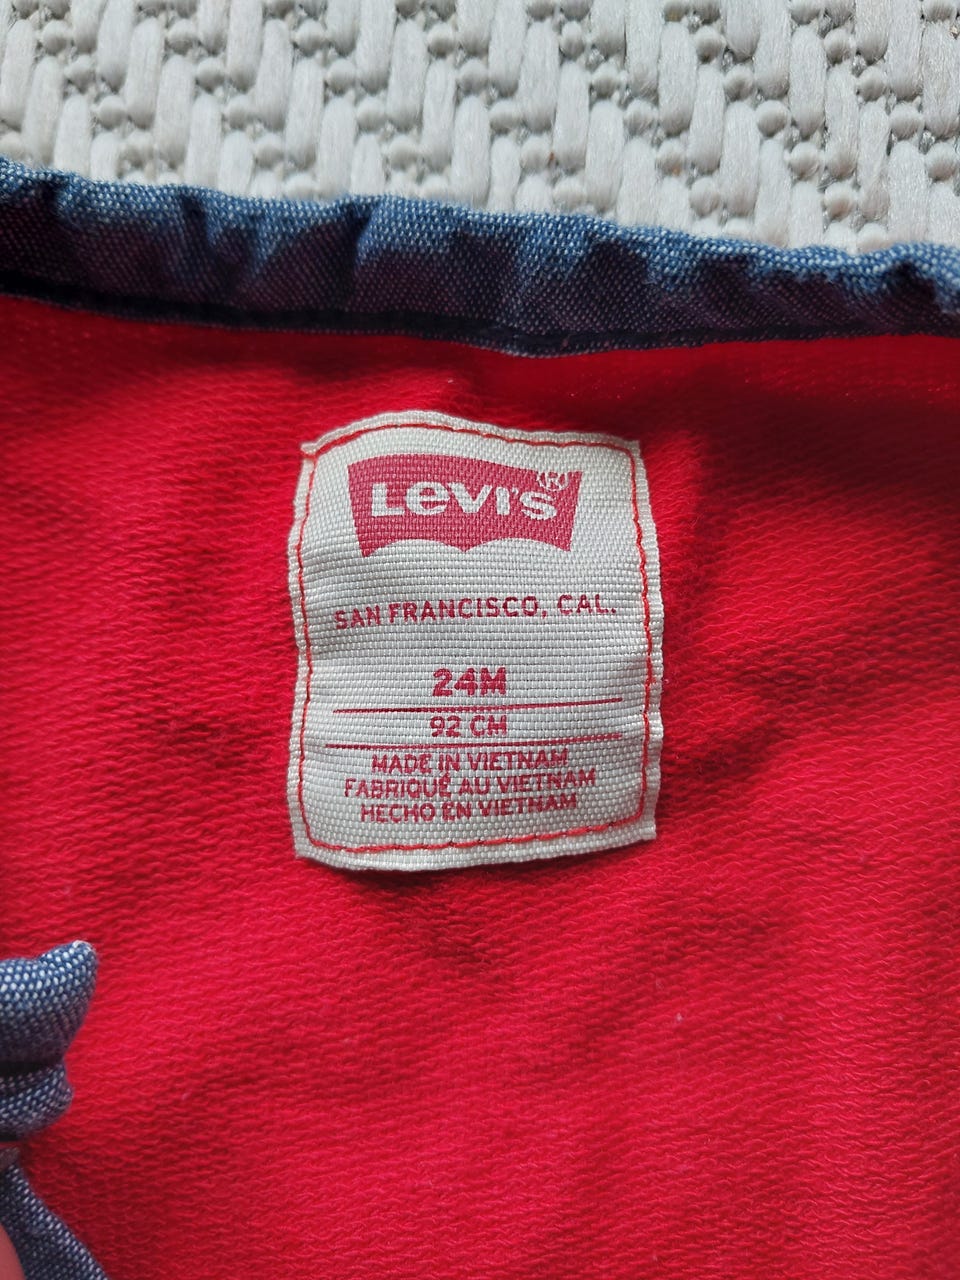 LEVI'S®
SAN FRANCISCO, CAL.
24M
92 CM
MADE IN VIETNAM
FABRIQUÉ AU VIETNAM
HECHO EN VIETNAM